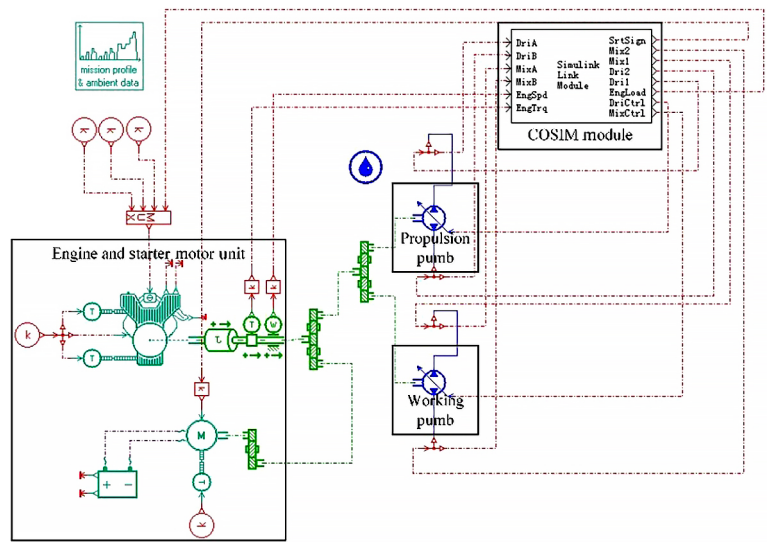 mission profile
& ambient data
k
k
k
MUX
DriA
DriB
MixA
MixB
EngSpd
EngTrq
Simulink
Link
Module
SrtSign
Mix2
Mix1
Dri2
Dri1
EngLoad
DriCtrl
MixCtrl
COSIM module
Propulsion
pumb
Working
pumb
Engine and starter motor unit
k
k
T
T
W
τ
k
T
k
M
T
k
+ −